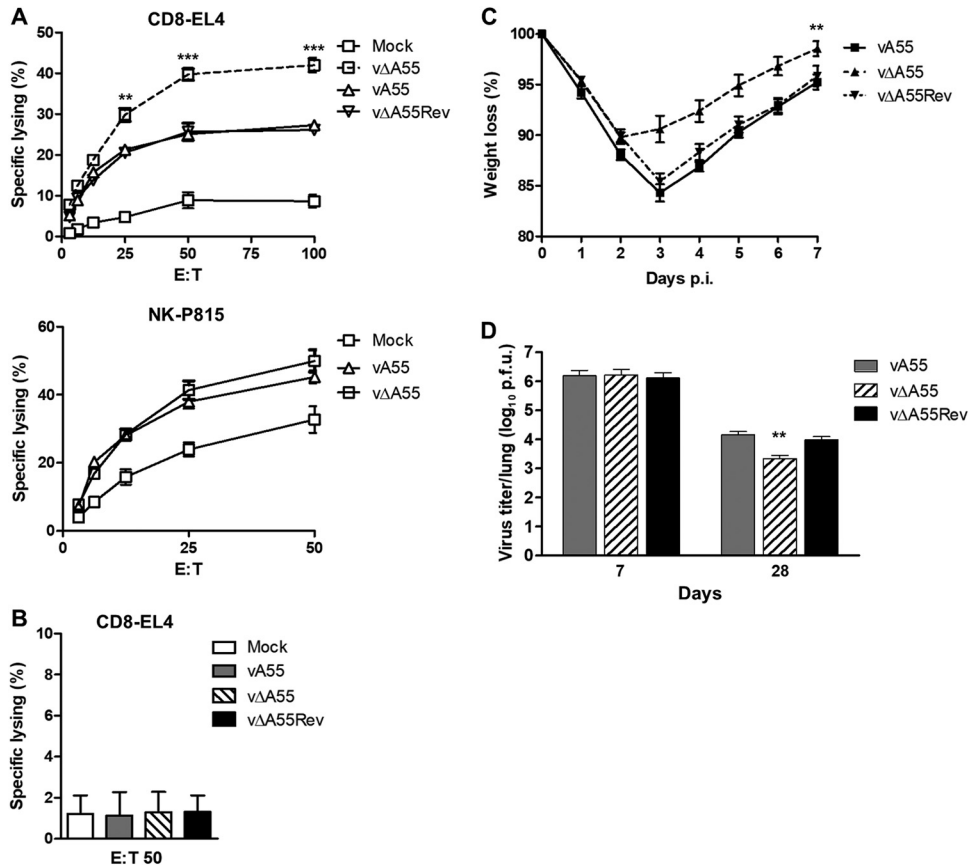 A
CD8-EL4
Specific lysing (%)
50
40
30
20
10
0
**
***
***
0 25 50 75 100
E:T
Mock
vΔA55
vA55
vΔA55Rev
NK-P815
Specific lysing (%)
60
40
20
0
0 25 50
E:T
Mock
vA55
vΔA55
B
CD8-EL4
Specific lysing (%)
10
8
6
4
2
0
E:T 50
Mock
vA55
vΔA55
vΔA55Rev
C
Weight loss (%)
100
95
90
85
80
**
0 1 2 3 4 5 6 7
Days p.i.
vA55
vΔA55
vΔA55Rev
D
Virus titer/lung (log10 p.f.u.)
7
6
5
4
3
2
1
0
**
7 28
Days
vA55
vΔA55
vΔA55Rev